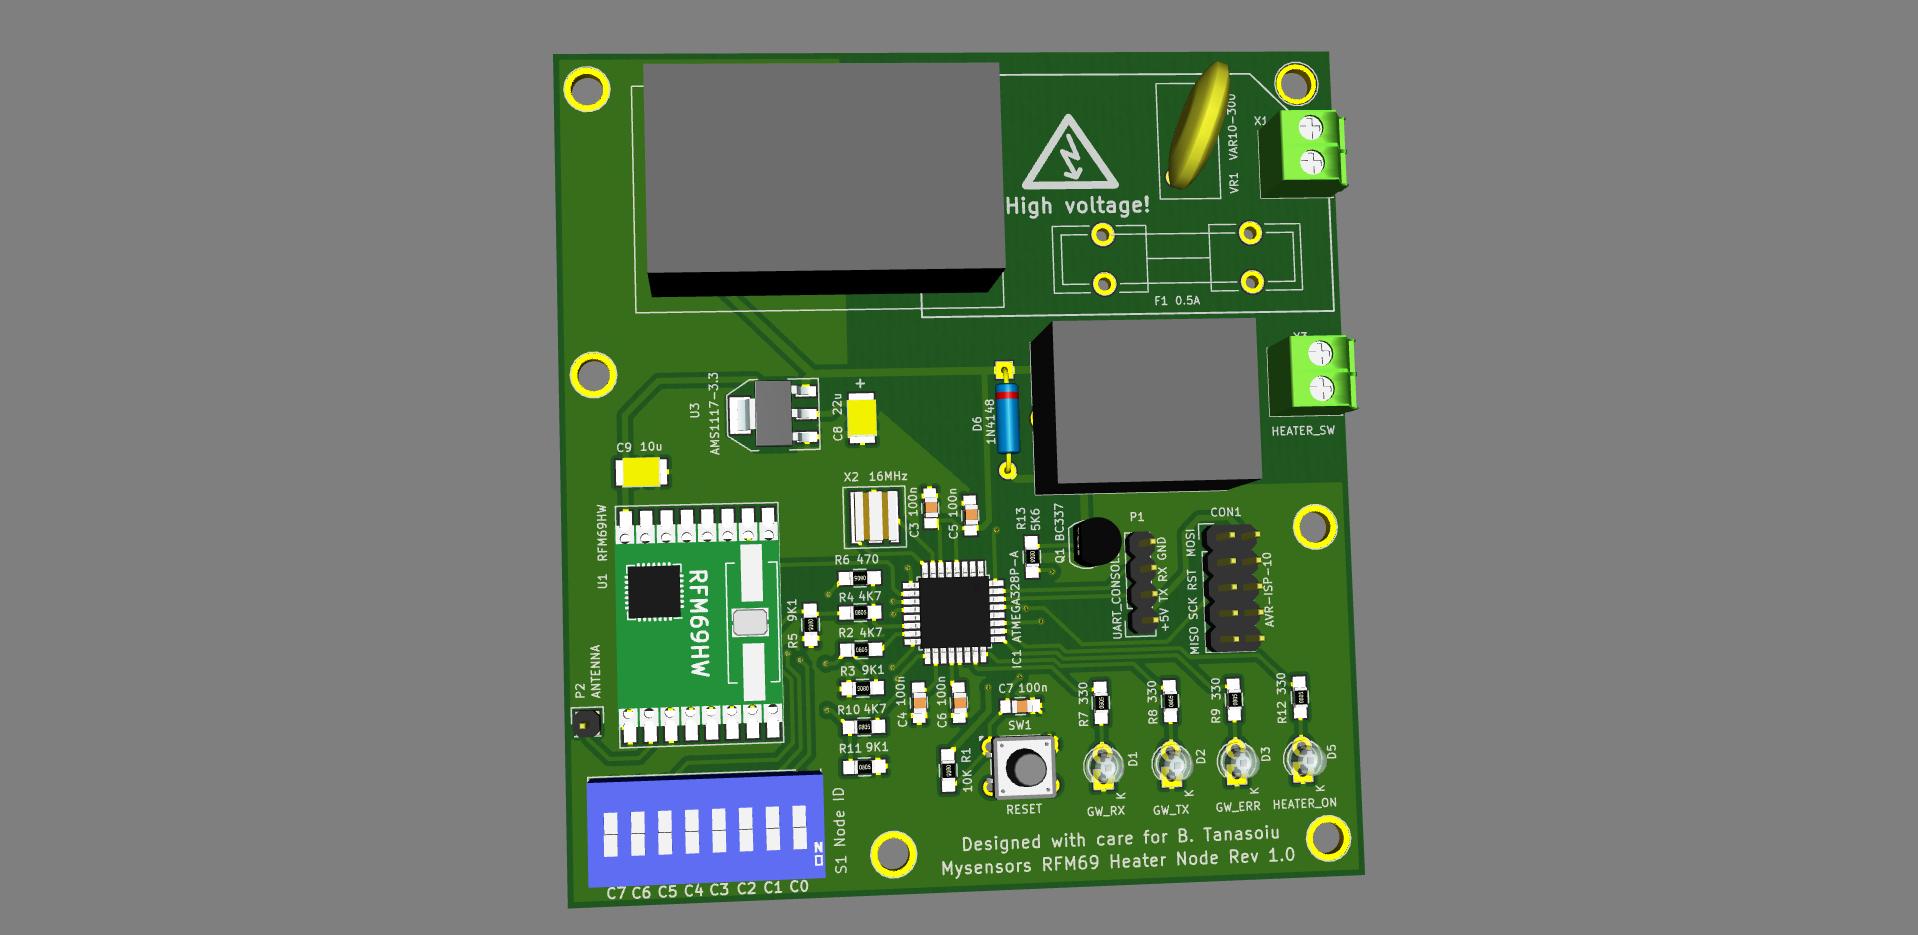 X1
VR1 VAR10-300
High voltage!
F1 0.5A
HEATER_SW
U3
AMS1117-3.3
+
C8 22u
D6
1N4148
C9 10u
X2 16MHz
C3 100n
C5 100n
R13
5K6
Q1 BC337
P1
UART_CONSOLE
+5V TX RX GND
CON1
MISO SCK RST MOSI
AVR-ISP-10
U1 RFM69HW
RFM69HW
R6 470
R4 4K7
R5 9K1
R2 4K7
R3 9K1
R10 4K7
R11 9K1
IC1 ATMEGA328P-A
P2
ANTENNA
C4 100n
C6 100n
C7 100n
SW1
10K R1
RESET
R7 330
R8 330
R9 330
R12 330
D1
D2
D3
D5
K
K
K
K
GW_RX
GW_TX
GW_ERR
HEATER_ON
S1 Node ID
C7 C6 C5 C4 C3 C2 C1 C0
Designed with care for B. Tanasoiu
Mysensors RFM69 Heater Node Rev 1.0